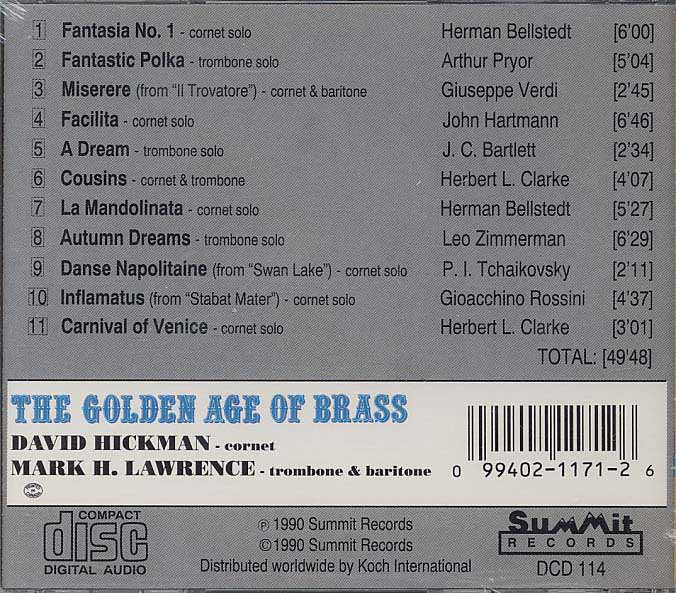 1 Fantasia No. 1 - cornet solo Herman Bellstedt [6'00]
2 Fantastic Polka - trombone solo Arthur Pryor [5'04]
3 Miserere (from "Il Trovatore") - cornet & baritone Giuseppe Verdi [2'45]
4 Facilita - cornet solo John Hartmann [6'46]
5 A Dream - trombone solo J. C. Bartlett [2'34]
6 Cousins - cornet & trombone Herbert L. Clarke [4'07]
7 La Mandolinata - cornet solo Herman Bellstedt [5'27]
8 Autumn Dreams - trombone solo Leo Zimmerman [6'29]
9 Danse Napolitaine (from "Swan Lake") - cornet solo P. I. Tchaikovsky [2'11]
10 Inflamatus (from "Stabat Mater") - cornet solo Gioacchino Rossini [4'37]
11 Carnival of Venice - cornet solo Herbert L. Clarke [3'01]
TOTAL: [49'48]
THE GOLDEN AGE OF BRASS
DAVID HICKMAN - cornet
MARK H. LAWRENCE - trombone & baritone
0 99402-1171-2 6
COMPACT
disc
DIGITAL AUDIO
℗ 1990 Summit Records
©1990 Summit Records
Distributed worldwide by Koch International
Summit
RECORDS
DCD 114